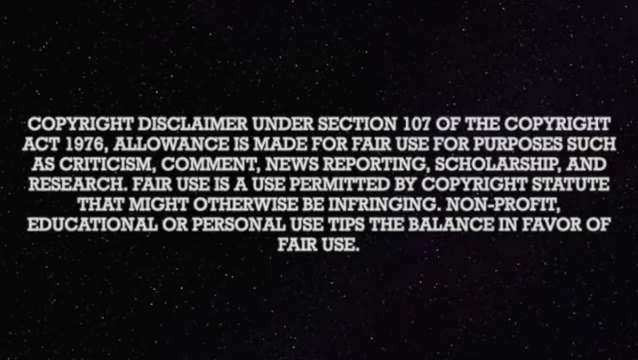 COPYRIGHT DISCLAIMER UNDER SECTION 107 OF THE COPYRIGHT
ACT 1976, ALLOWANCE IS MADE FOR FAIR USE FOR PURPOSES SUCH
AS CRITICISM, COMMENT, NEWS REPORTING, SCHOLARSHIP, AND
RESEARCH. FAIR USE IS A USE PERMITTED BY COPYRIGHT STATUTE
THAT MIGHT OTHERWISE BE INFRINGING. NON-PROFIT,
EDUCATIONAL OR PERSONAL USE TIPS THE BALANCE IN FAVOR OF
FAIR USE.